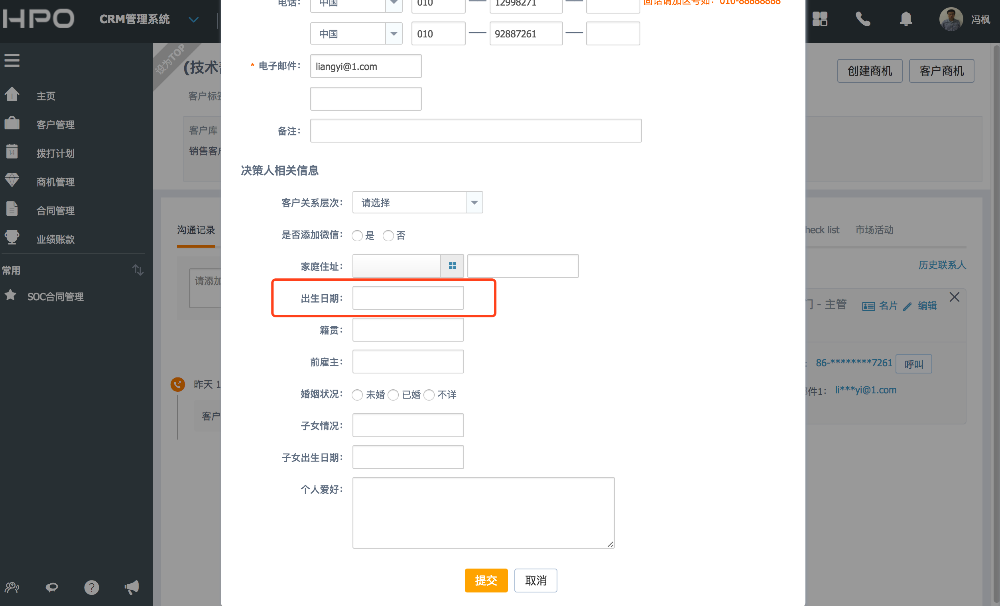 HPO
CRM管理系统
冯枫
主页
客户管理
14
拨打计划
商机管理
合同管理
业绩账款
常用
SOC合同管理
设为TOP
(技术
客户标签
客户库
销售客户
沟通记录
请添加
昨天 1
客户
电话：
中国
010
12998271
固话请加区号如：010-88888888
中国
010
92887261
* 电子邮件：
liangyi@1.com
备注：
决策人相关信息
客户关系层次：
请选择
是否添加微信：
是
否
家庭住址：
出生日期：
籍贯：
前雇主：
婚姻状况：
未婚
已婚
不详
子女情况：
子女出生日期：
个人爱好：
提交
取消
创建商机
客户商机
heck list
市场活动
历史联系人
门 - 主管
名片
编辑
86-********7261
呼叫
件1：
li***yi@1.com